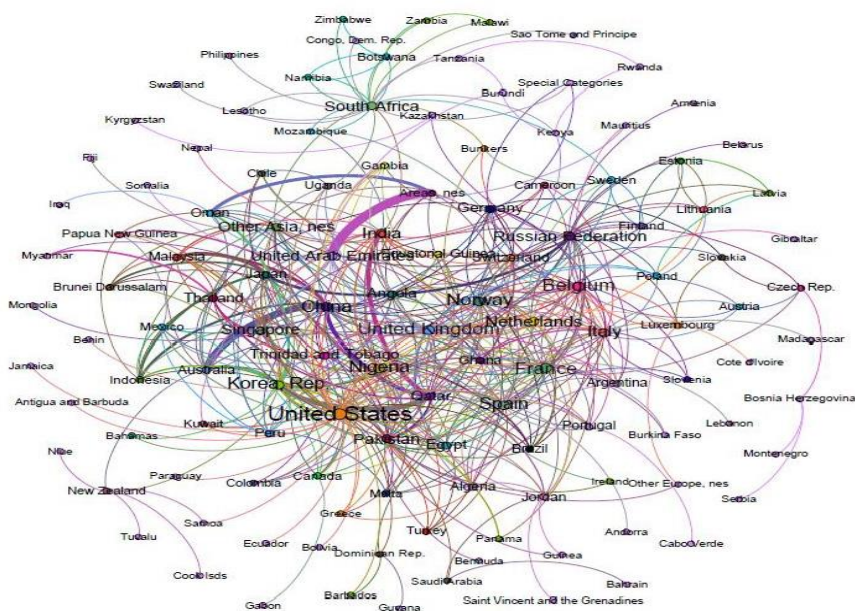 Zimbabwe
Zambia
Malawi
Congo, Dem. Rep.
Sao Tome and Principe
Philippines
Botswana
Tanzania
Rwanda
Namibia
Swaziland
Special Categories
Burundi
Lesotho
South Africa
Kazakhstan
Armenia
Kyrgyzstan
Mozambique
Kenya
Mauritius
Nepal
Bunkers
Belarus
Fiji
Chile
Gambia
Estonia
Somalia
Uganda
Areas, nes
Cameroon
Sweden
Latvia
Iraq
Oman
Germany
Lithuania
Other Asia, nes
India
Finland
Papua New Guinea
Russian Federation
Gibraltar
Myanmar
Malaysia
United Arab Emirates
Equatorial Guinea
Switzerland
Slovakia
Japan
Poland
Brunei Darussalam
Thailand
Angola
Norway
Belgium
Czech Rep.
Mongolia
China
Austria
Mexico
Singapore
United Kingdom
Netherlands
Italy
Luxembourg
Benin
Madagascar
Trinidad and Tobago
Ghana
Cote d'Ivoire
Jamaica
Australia
Nigeria
France
Indonesia
Korea, Rep.
Argentina
Slovenia
Antigua and Barbuda
Qatar
Spain
Bosnia Herzegovina
United States
Kuwait
Portugal
Lebanon
Bahamas
Peru
Pakistan
Egypt
Brazil
Burkina Faso
Niue
Montenegro
Paraguay
Canada
Colombia
Algeria
Ireland
Other Europe, nes
New Zealand
Malta
Jordan
Serbia
Samoa
Greece
Turkey
Andorra
Tuvalu
Panama
Ecuador
Bolivia
Dominican Rep.
Bermuda
Guinea
Cabo Verde
Cook Isds
Saudi Arabia
Bahrain
Gabon
Barbados
Guyana
Saint Vincent and the Grenadines